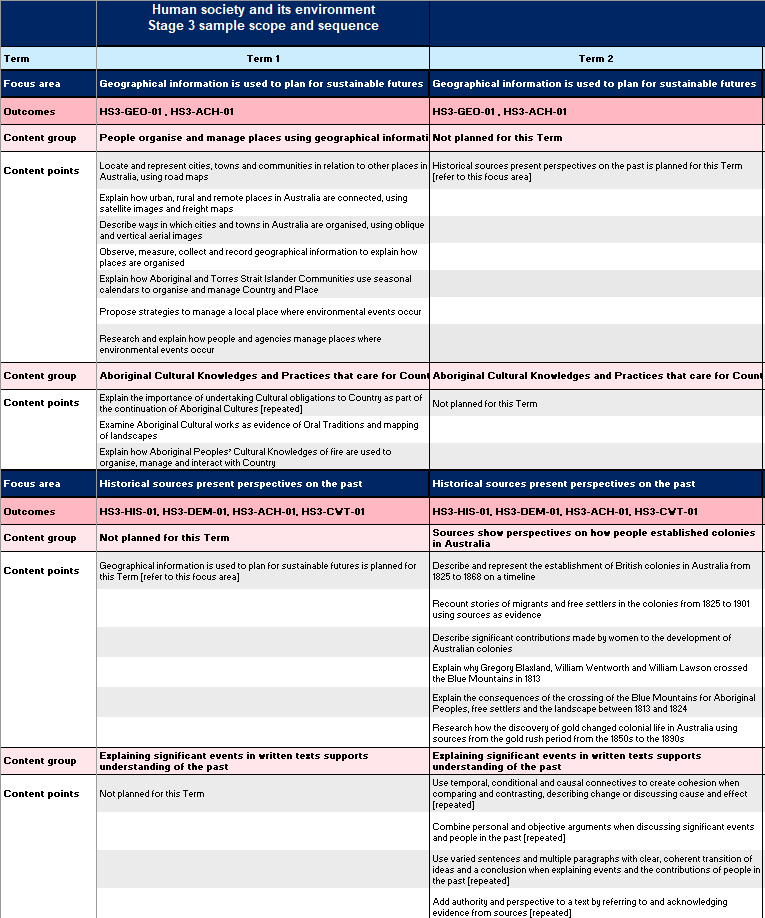 Human society and its environment
Stage 3 sample scope and sequence
Term
Term 1
Term 2
Focus area
Geographical information is used to plan for sustainable futures
Geographical information is used to plan for sustainable futures
Outcomes
HS3-GEO-01 , HS3-ACH-01
HS3-GEO-01 , HS3-ACH-01
Content group
People organise and manage places using geographical informati
Not planned for this Term
Content points
Locate and represent cities, towns and communities in relation to other places in
Australia, using road maps
Historical sources present perspectives on the past is planned for this Term
[refer to this focus area]
Explain how urban, rural and remote places in Australia are connected, using
satellite images and freight maps
Describe ways in which cities and towns in Australia are organised, using oblique
and vertical aerial images
Observe, measure, collect and record geographical information to explain how
places are organised
Explain how Aboriginal and Torres Strait Islander Communities use seasonal
calendars to organise and manage Country and Place
Propose strategies to manage a local place where environmental events occur
Research and explain how people and agencies manage places where
environmental events occur
Content group
Aboriginal Cultural Knowledges and Practices that care for Count
Aboriginal Cultural Knowledges and Practices that care for Count
Content points
Explain the importance of undertaking Cultural obligations to Country as part of
the continuation of Aboriginal Cultures [repeated]
Not planned for this Term
Examine Aboriginal Cultural works as evidence of Oral Traditions and mapping
of landscapes
Explain how Aboriginal Peoples' Cultural Knowledges of fire are used to
organise, manage and interact with Country
Focus area
Historical sources present perspectives on the past
Historical sources present perspectives on the past
Outcomes
HS3-HIS-01, HS3-DEM-01, HS3-ACH-01, HS3-CWT-01
HS3-HIS-01, HS3-DEM-01, HS3-ACH-01, HS3-CWT-01
Content group
Not planned for this Term
Sources show perspectives on how people established colonies
in Australia
Content points
Geographical information is used to plan for sustainable futures is planned for
this Term [refer to this focus area]
Describe and represent the establishment of British colonies in Australia from
1825 to 1868 on a timeline
Recount stories of migrants and free settlers in the colonies from 1825 to 1901
using sources as evidence
Describe significant contributions made by women to the development of
Australian colonies
Explain why Gregory Blaxland, William Wentworth and William Lawson crossed
the Blue Mountains in 1813
Explain the consequences of the crossing of the Blue Mountains for Aboriginal
Peoples, free settlers and the landscape between 1813 and 1824
Research how the discovery of gold changed colonial life in Australia using
sources from the gold rush period from the 1850s to the 1890s
Content group
Explaining significant events in written texts supports
understanding of the past
Explaining significant events in written texts supports
understanding of the past
Content points
Not planned for this Term
Use temporal, conditional and causal connectives to create cohesion when
comparing and contrasting, describing change or discussing cause and effect
[repeated]
Combine personal and objective arguments when discussing significant events
and people in the past [repeated]
Use varied sentences and multiple paragraphs with clear, coherent transition of
ideas and a conclusion when explaining events and the contributions of people in
the past [repeated]
Add authority and perspective to a text by referring to and acknowledging
evidence from sources [repeated]